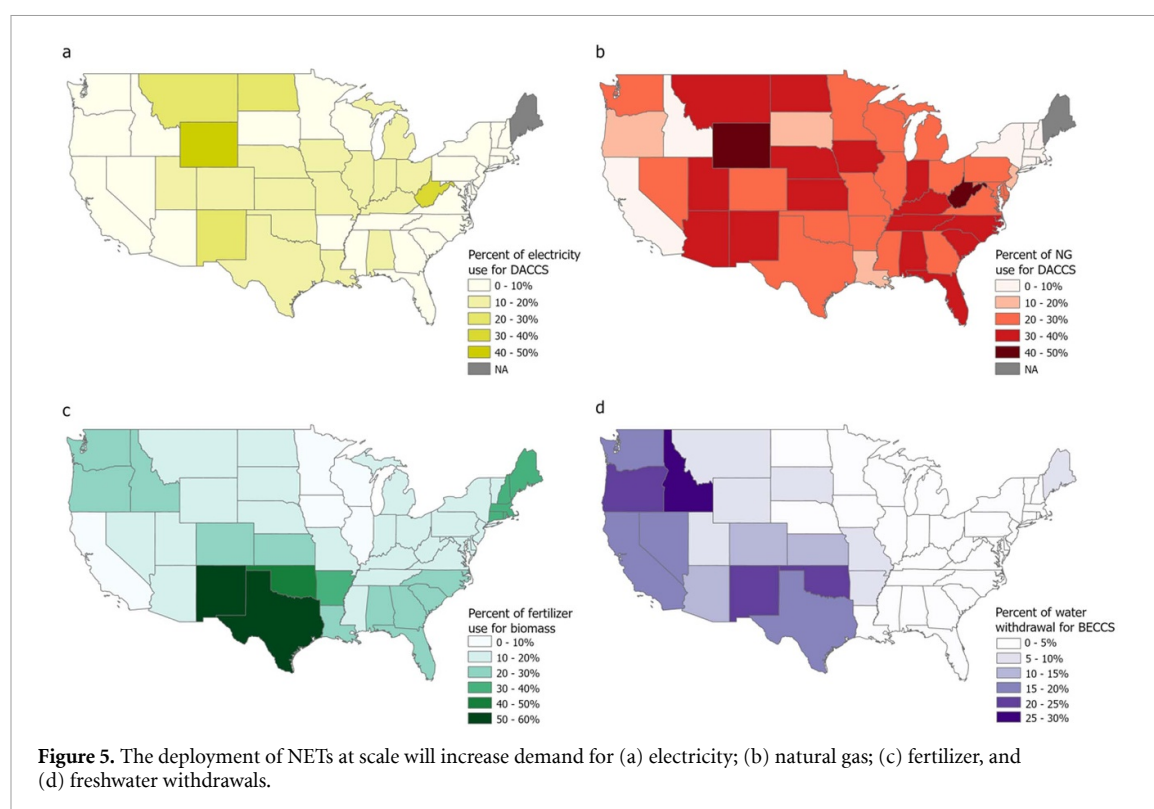 a
Percent of electricity
use for DACCS
0 - 10%
10 - 20%
20 - 30%
30 - 40%
40 - 50%
NA
b
Percent of NG
use for DACCS
0 - 10%
10 - 20%
20 - 30%
30 - 40%
40 - 50%
NA
c
Percent of fertilizer
use for biomass
0 - 10%
10 - 20%
20 - 30%
30 - 40%
40 - 50%
50 - 60%
d
Percent of water
withdrawal for BECCS
0 - 5%
5 - 10%
10 - 15%
15 - 20%
20 - 25%
25 - 30%
Figure 5. The deployment of NETs at scale will increase demand for (a) electricity; (b) natural gas; (c) fertilizer, and
(d) freshwater withdrawals.